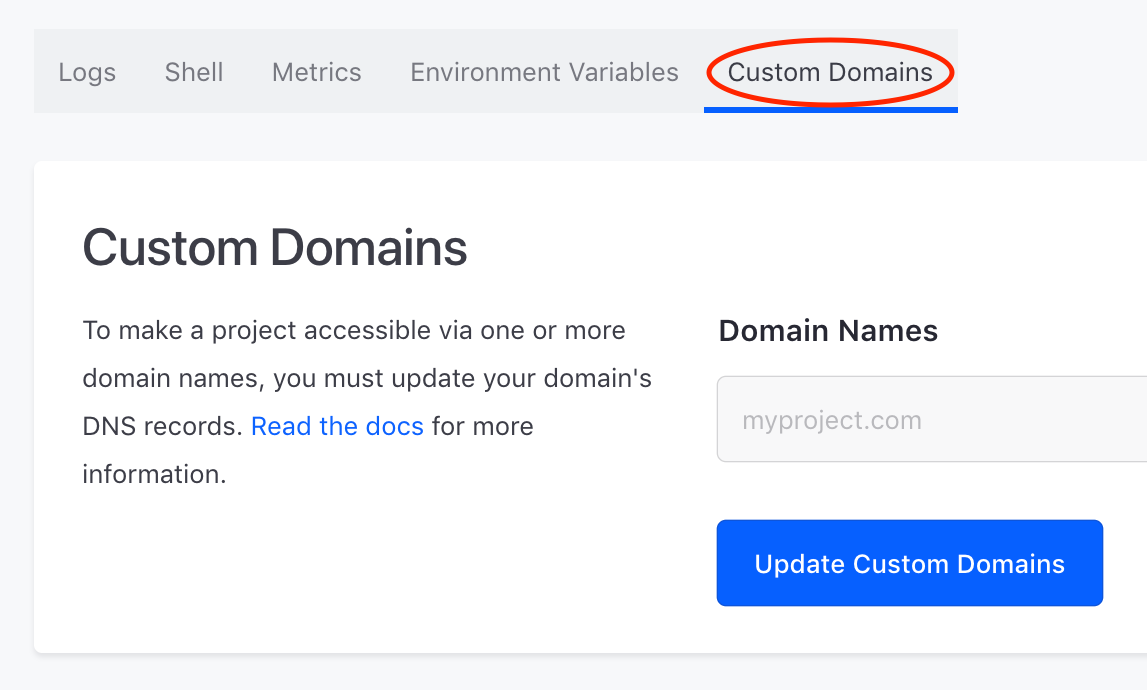 Logs Shell Metrics Environment Variables Custom Domains
Custom Domains
To make a project accessible via one or more
domain names, you must update your domain's
DNS records. Read the docs for more
information.
Domain Names
myproject.com
Update Custom Domains